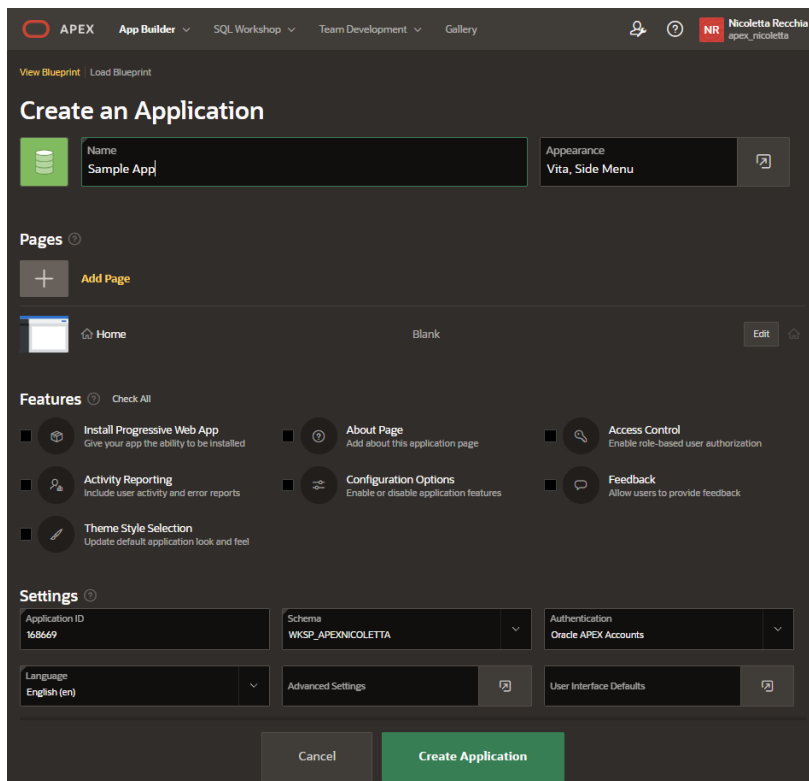 APEX App Builder SQL Workshop Team Development Gallery NR Nicoletta Recchia
apex_nicoletta
View Blueprint Load Blueprint
Create an Application
Name
Sample App
Appearance
Vita, Side Menu
Pages
Add Page
Home Blank Edit
Features Check All
Install Progressive Web App
Give your app the ability to be installed
About Page
Add about this application page
Access Control
Enable role-based user authorization
Activity Reporting
Include user activity and error reports
Configuration Options
Enable or disable application features
Feedback
Allow users to provide feedback
Theme Style Selection
Update default application look and feel
Settings
Application ID
168669
Schema
WKSP_APEXNICOLETTA
Authentication
Oracle APEX Accounts
Language
English (en)
Advanced Settings
User Interface Defaults
Cancel Create Application